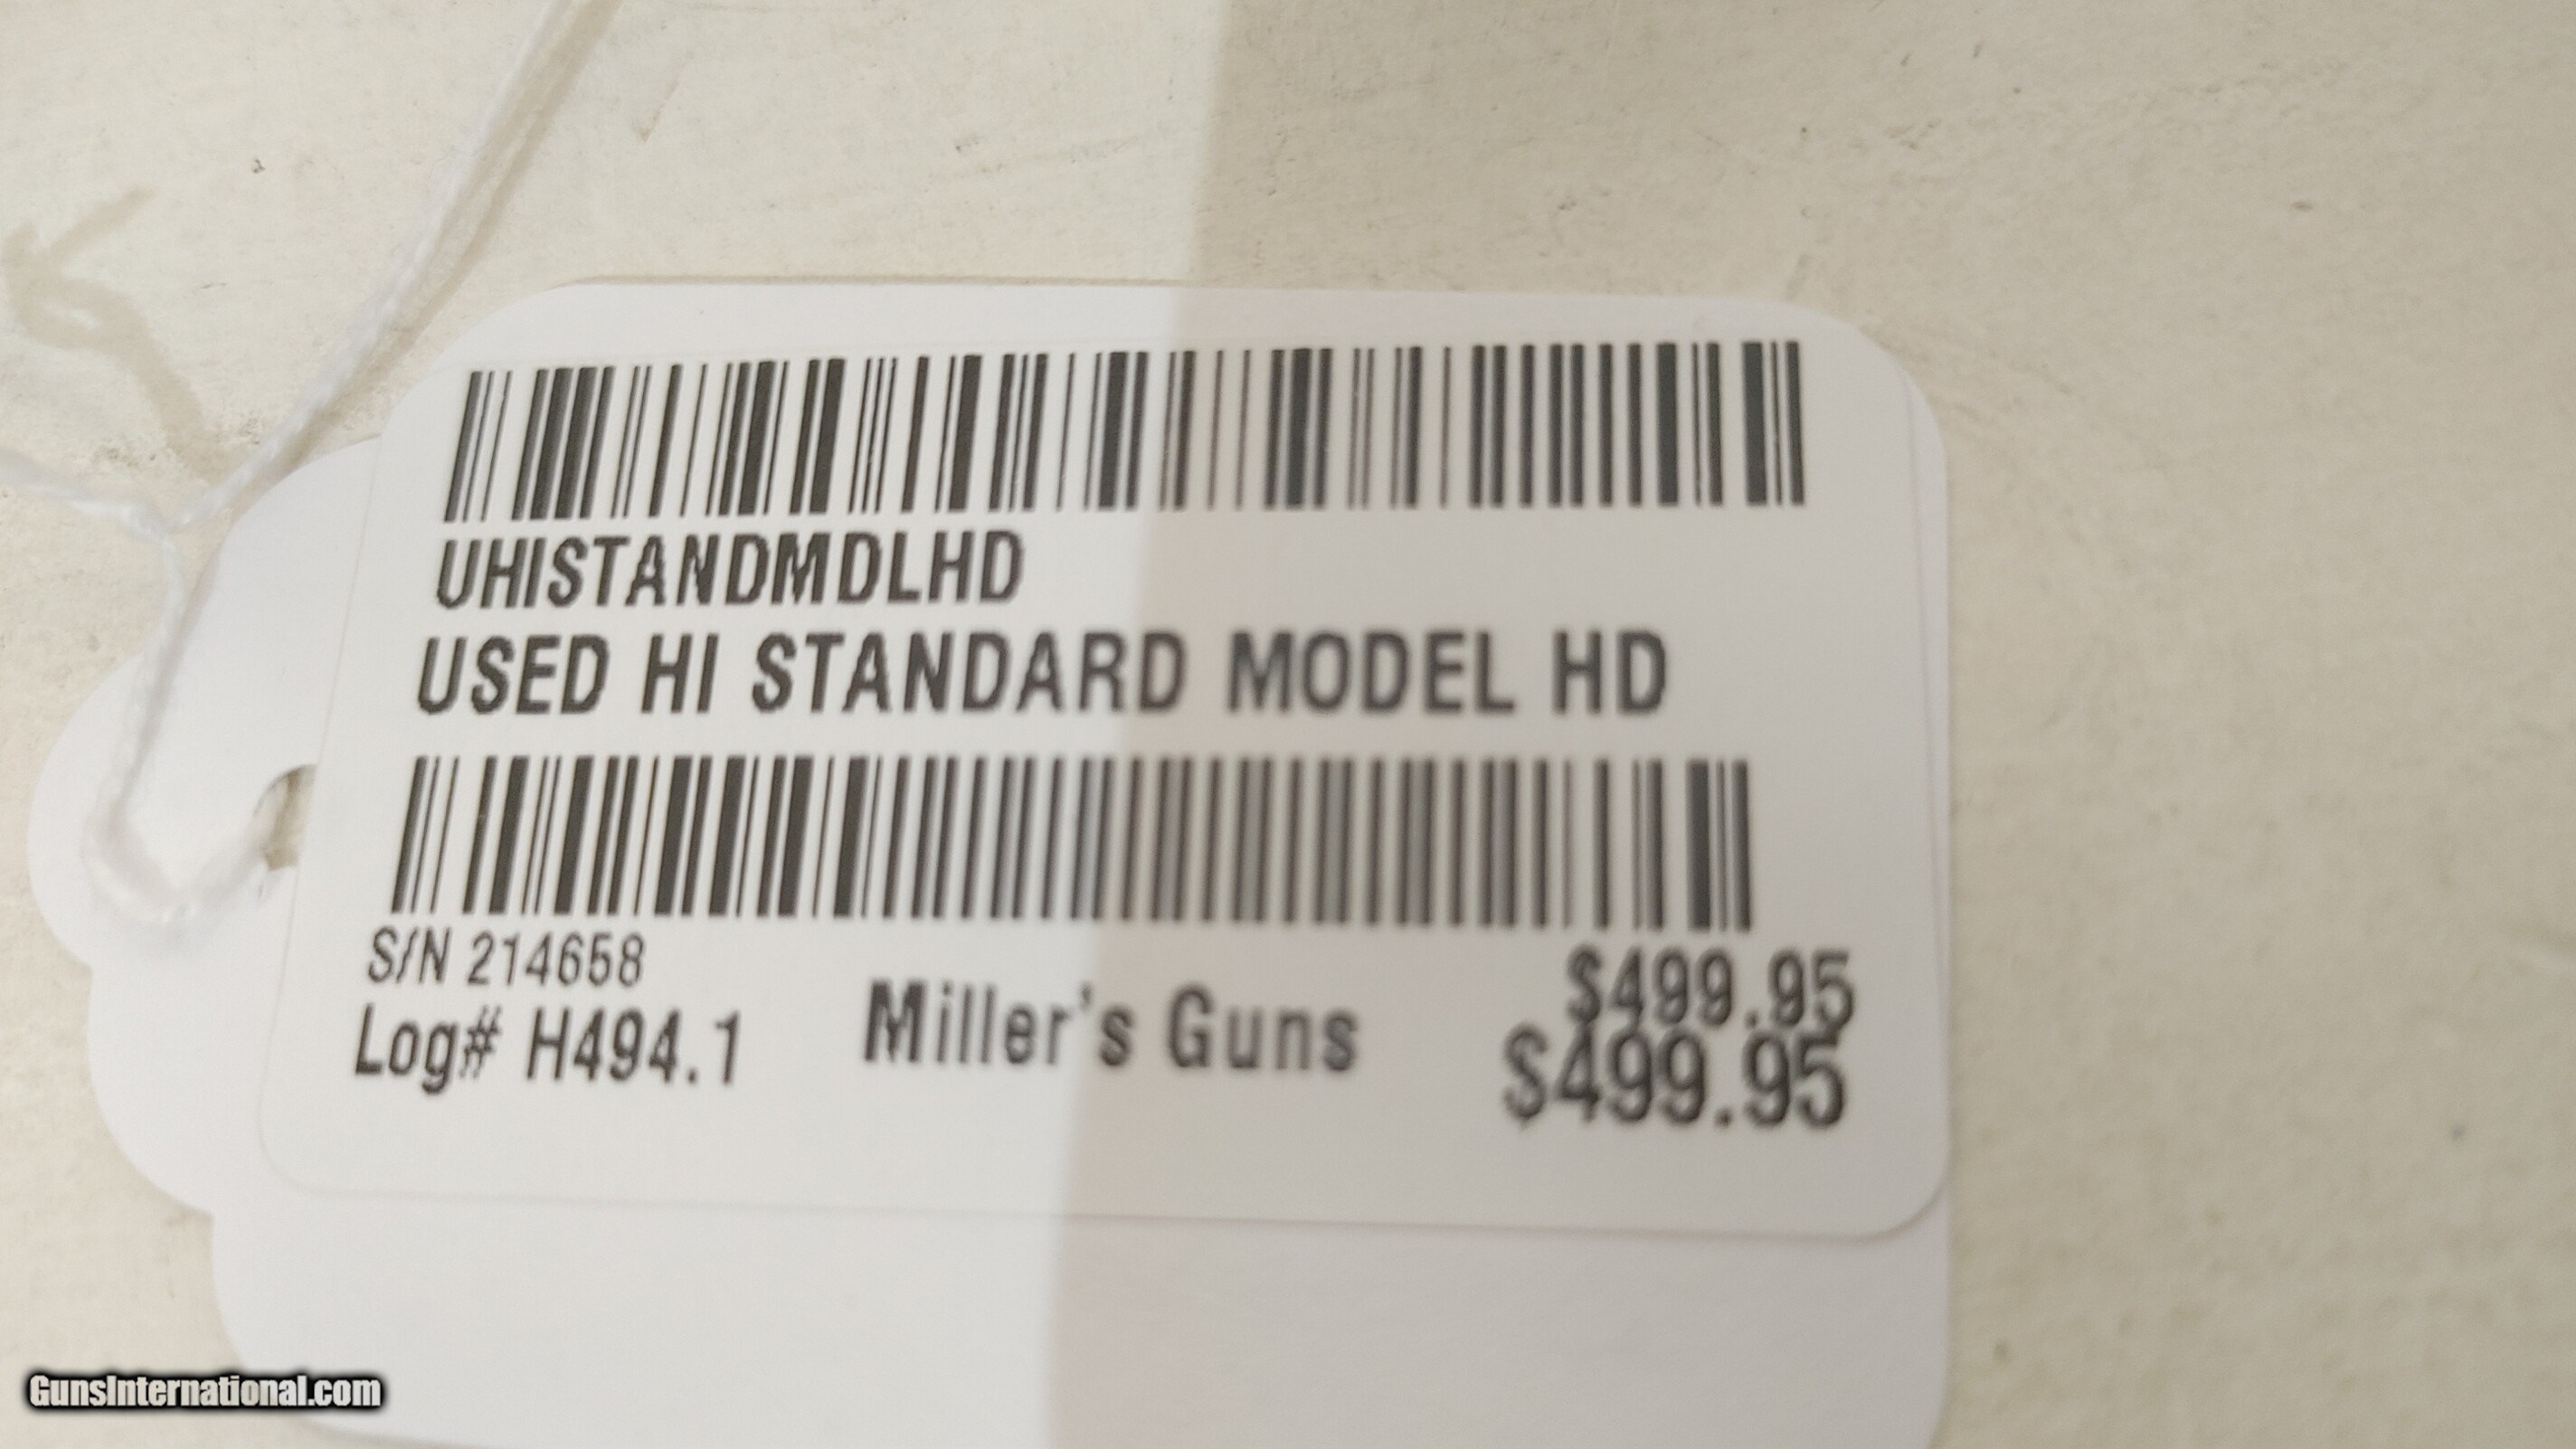 UHISTANDMDLHD
USED HI STANDARD MODEL HD
S/N 214658
$499.95
Log# H494.1
Miller's Guns
$499.95
GunsInternational.com